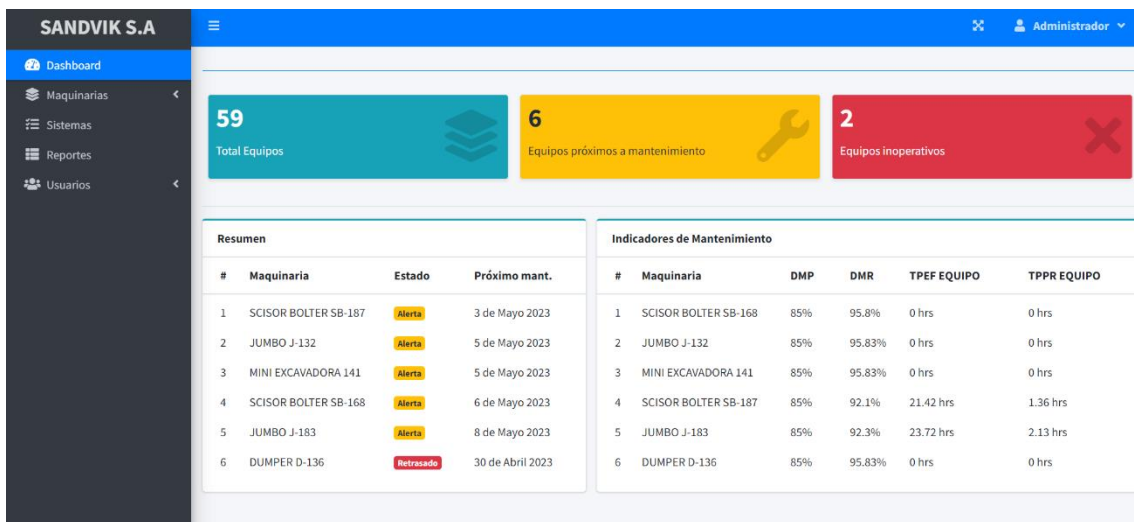 SANDVIK S.A
Administrador
Dashboard
Maquinarias
Sistemas
Reportes
Usuarios
59
Total Equipos
6
Equipos próximos a mantenimiento
2
Equipos inoperativos
Resumen
# Maquinaria Estado Próximo mant.
1 SCISOR BOLTER SB-187 Alerta 3 de Mayo 2023
2 JUMBO J-132 Alerta 5 de Mayo 2023
3 MINI EXCAVADORA 141 Alerta 5 de Mayo 2023
4 SCISOR BOLTER SB-168 Alerta 6 de Mayo 2023
5 JUMBO J-183 Alerta 8 de Mayo 2023
6 DUMPER D-136 Retrasado 30 de Abril 2023
Indicadores de Mantenimiento
# Maquinaria DMP DMR TPEF EQUIPO TPPR EQUIPO
1 SCISOR BOLTER SB-168 85% 95.8% 0 hrs 0 hrs
2 JUMBO J-132 85% 95.83% 0 hrs 0 hrs
3 MINI EXCAVADORA 141 85% 95.83% 0 hrs 0 hrs
4 SCISOR BOLTER SB-187 85% 92.1% 21.42 hrs 1.36 hrs
5 JUMBO J-183 85% 92.3% 23.72 hrs 2.13 hrs
6 DUMPER D-136 85% 95.83% 0 hrs 0 hrs